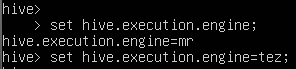 hive>
    > set hive.execution.engine;
hive.execution.engine=mr
hive> set hive.execution.engine=tez;